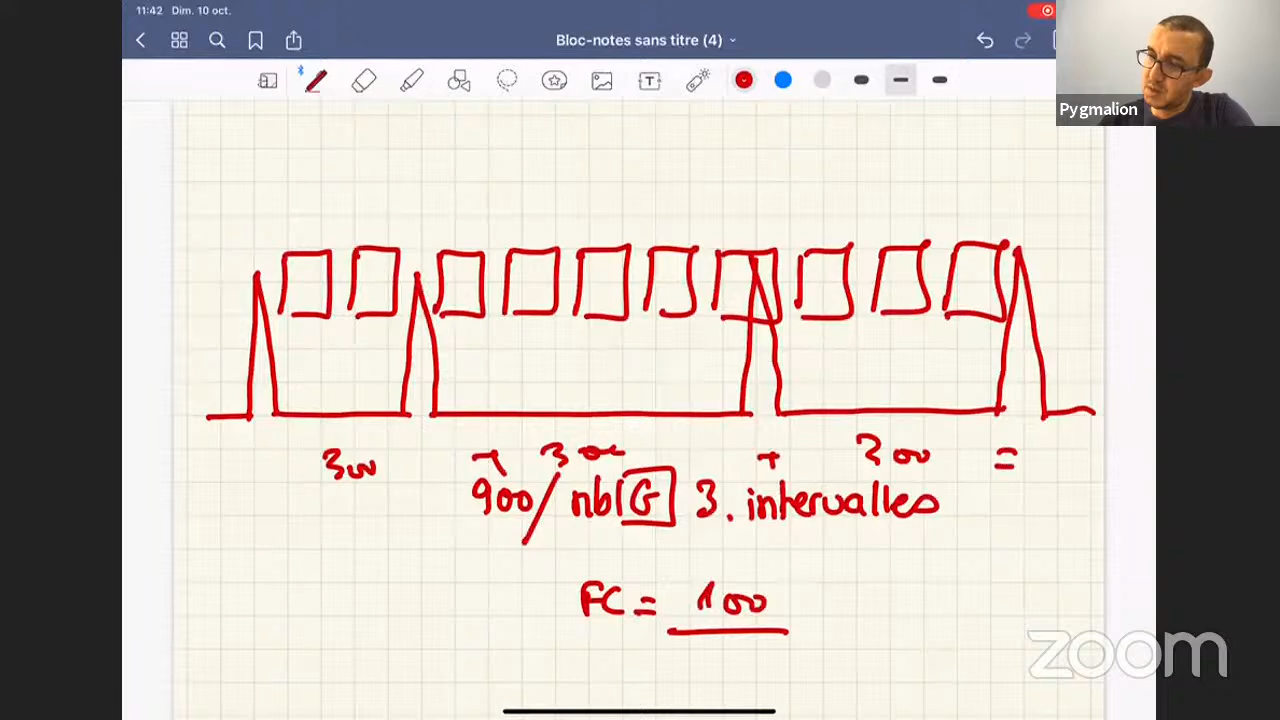 11:42 Dim. 10 oct.
Bloc-notes sans titre (4)
Pygmalion
300 + 300 + 300 =
900/ nbl G 3. intervalles
FC = 100
zoom